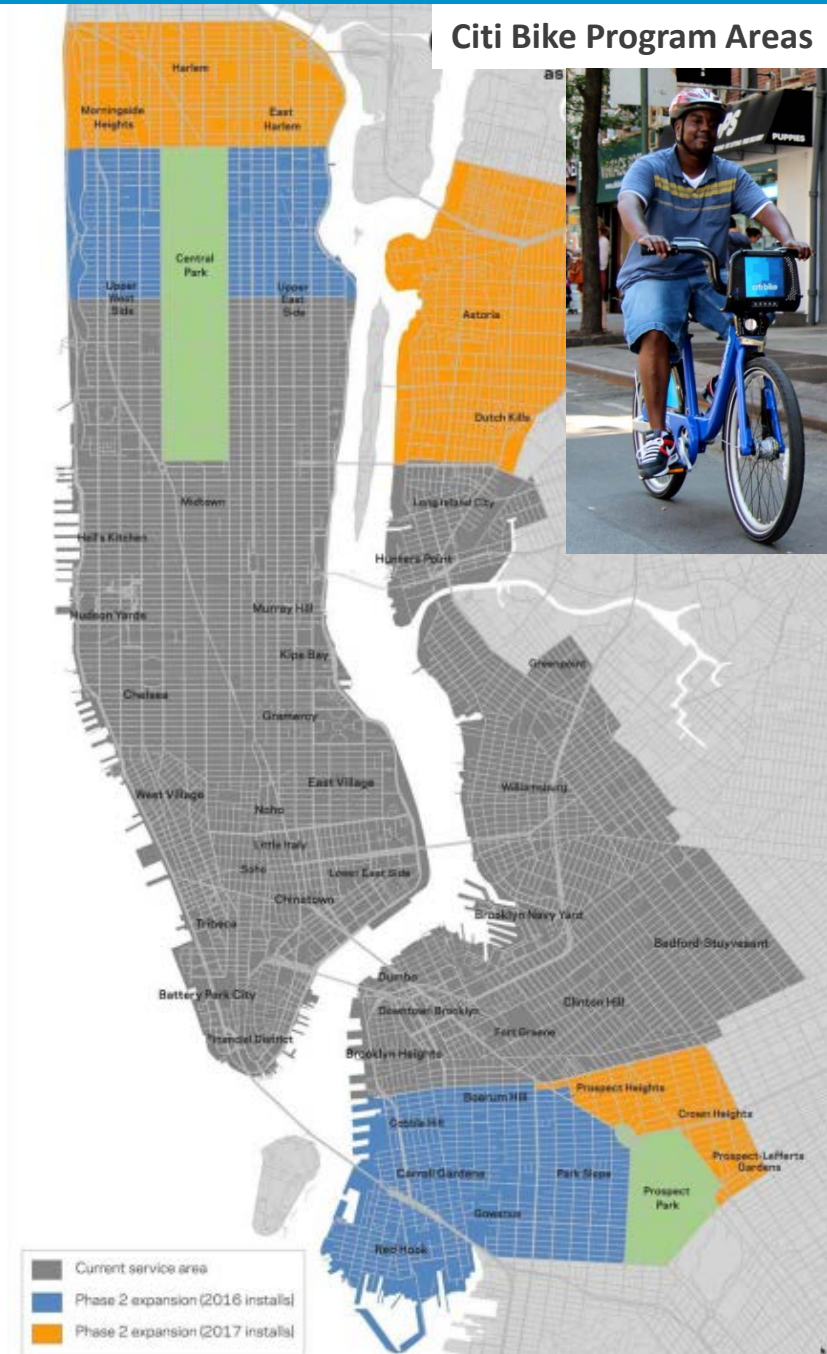 Citi Bike Program Areas
as
Harlem
Morningside
Heights
East
Harlem
PS
PUPPIES
citi bike
Central
Park
Upper
West
Side
Upper
East
Side
Astoria
Dutch Kills
Midtown
Long Island City
Hell's Kitchen
Hunters Point
Hudson Yards
Murray Hill
Kips Bay
Greenpoint
Chelsea
Gramercy
West Village
East Village
Williamsburg
Noho
Little Italy
Soho
Lower East Side
Chinatown
Brooklyn Navy Yard
Tribeca
Bedford-Stuyvesant
Dumbo
Battery Park City
Clinton Hill
Downtown Brooklyn
Fort Greene
Financial District
Brooklyn Heights
Prospect Heights
Boerum Hill
Crown Heights
Cobble Hill
Prospect-Lefferts
Gardens
Carroll Gardens
Park Slope
Prospect
Park
Gowanus
Red Hook
Current service area
Phase 2 expansion (2016 installs)
Phase 2 expansion (2017 installs)